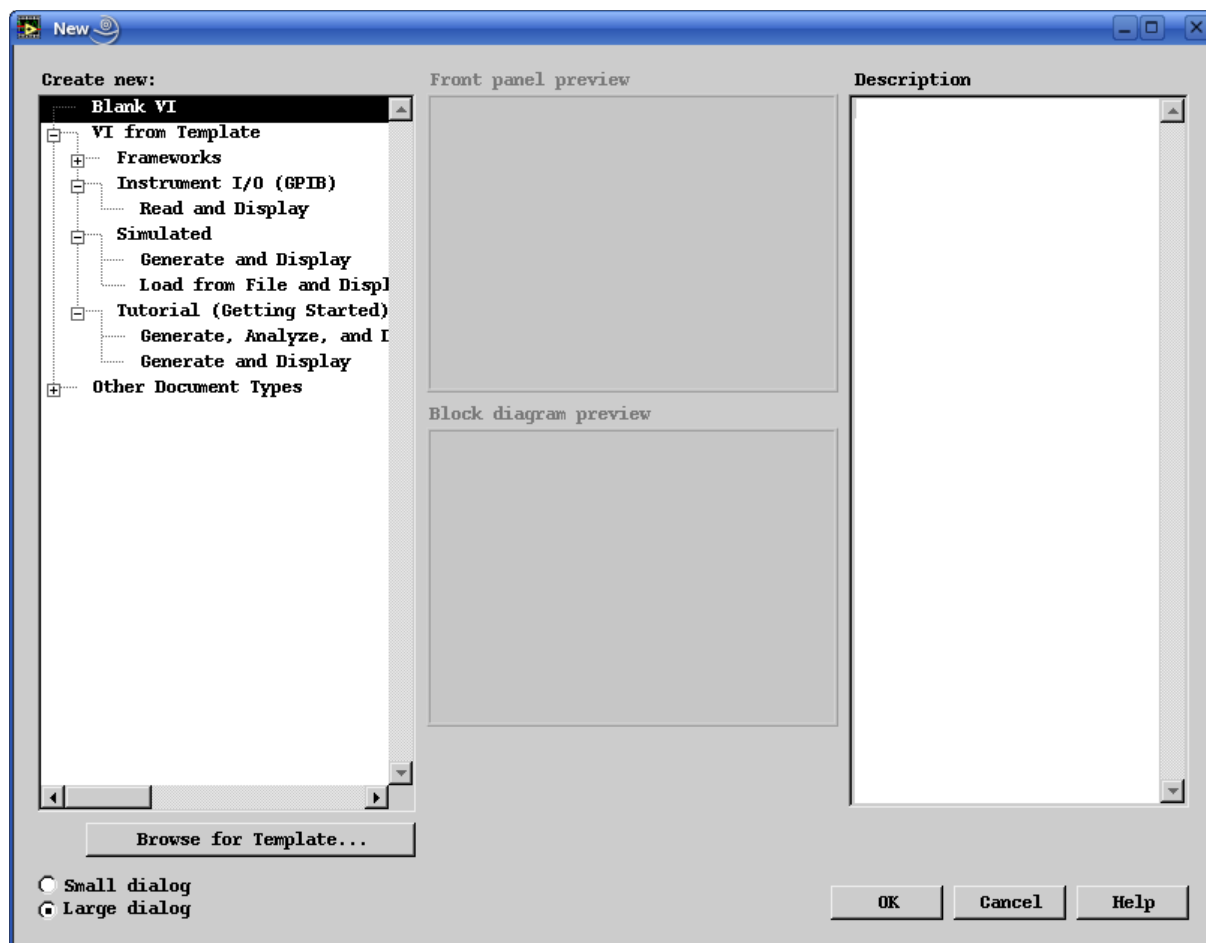 New
Create new:
Blank VI
VI from Template
Frameworks
Instrument I/O (GPIB)
Read and Display
Simulated
Generate and Display
Load from File and Displ
Tutorial (Getting Started)
Generate, Analyze, and D
Generate and Display
Other Document Types
Browse for Template...
Small dialog
Large dialog
Front panel preview
Block diagram preview
Description
OK
Cancel
Help